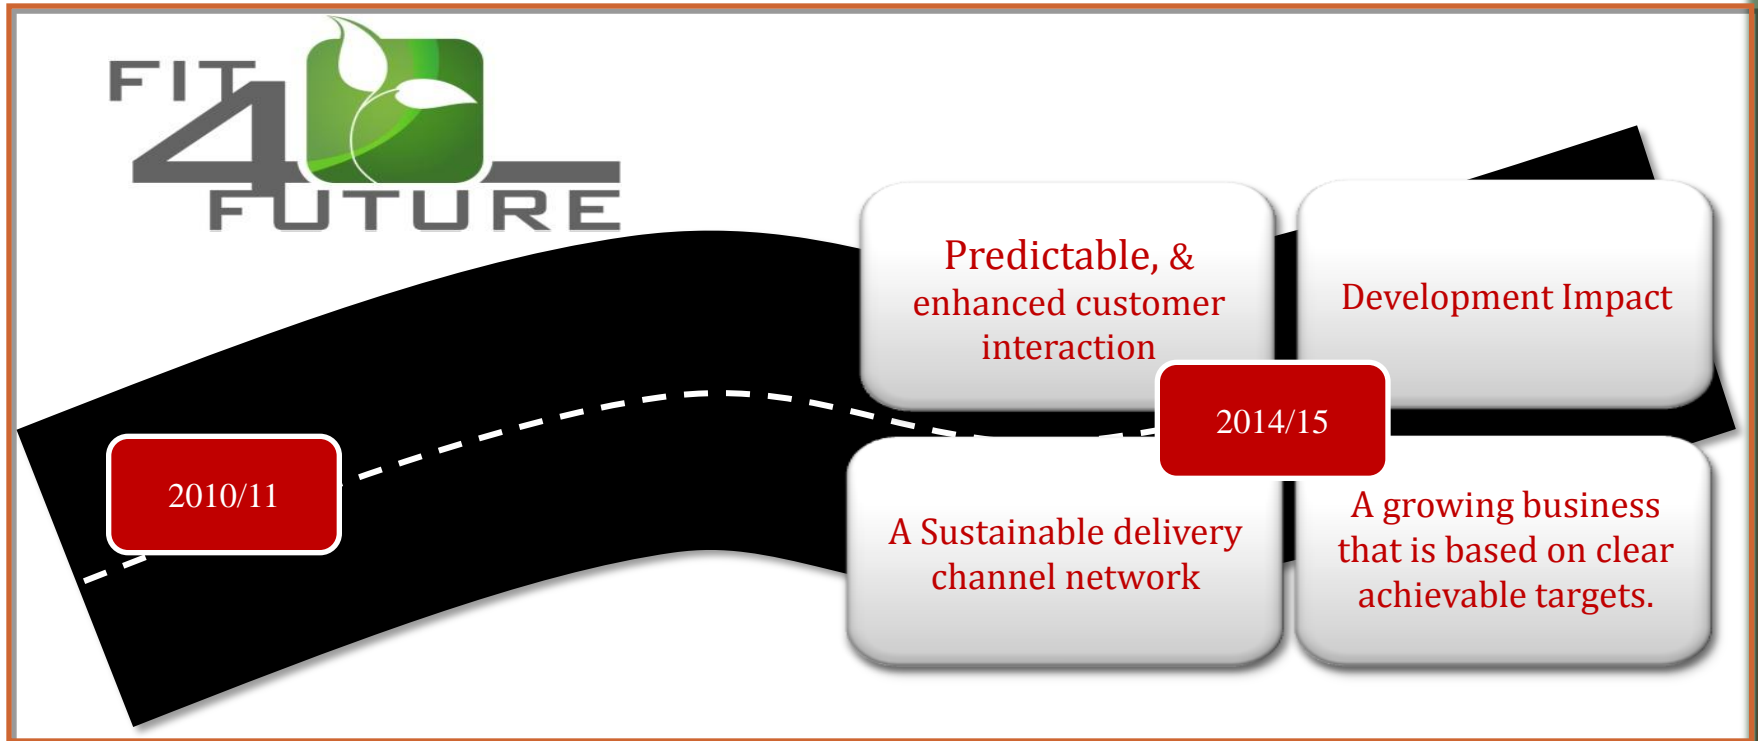 FIT
4
FUTURE
Predictable, &
enhanced customer
interaction
Development Impact
2014/15
2010/11
A Sustainable delivery
channel network
A growing business
that is based on clear
achievable targets.